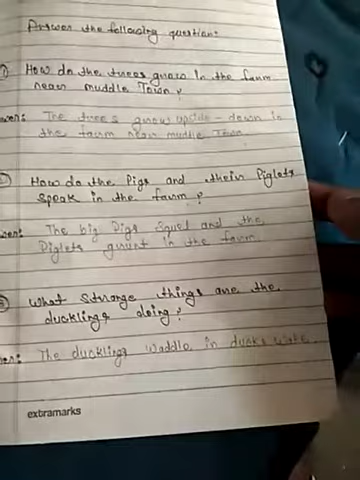 Answer the following question:
How do the trees grow in the farm
near muddle Town?
The trees grow upside-down in
the farm near muddle Town
How do the Pigs and their Piglets
speak in the farm?
The big Pigs Squel and the
Piglets grunt in the farm
What strange things are the
ducklings doing?
The ducklings waddle in
extramarks